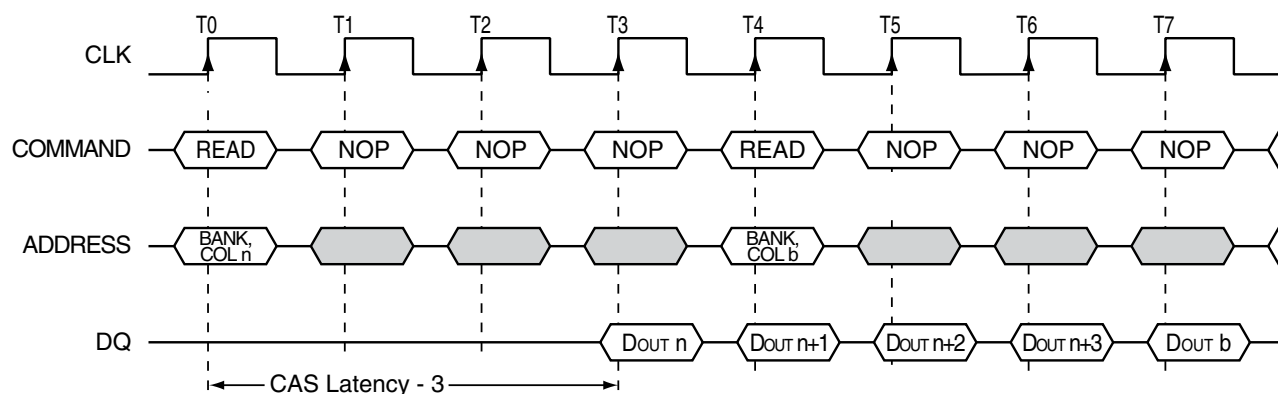 T0 T1 T2 T3 T4 T5 T6 T7
CLK
COMMAND READ NOP NOP NOP READ NOP NOP NOP
ADDRESS BANK, COL n BANK, COL b
DQ DOUT n DOUT n+1 DOUT n+2 DOUT n+3 DOUT b
CAS Latency - 3